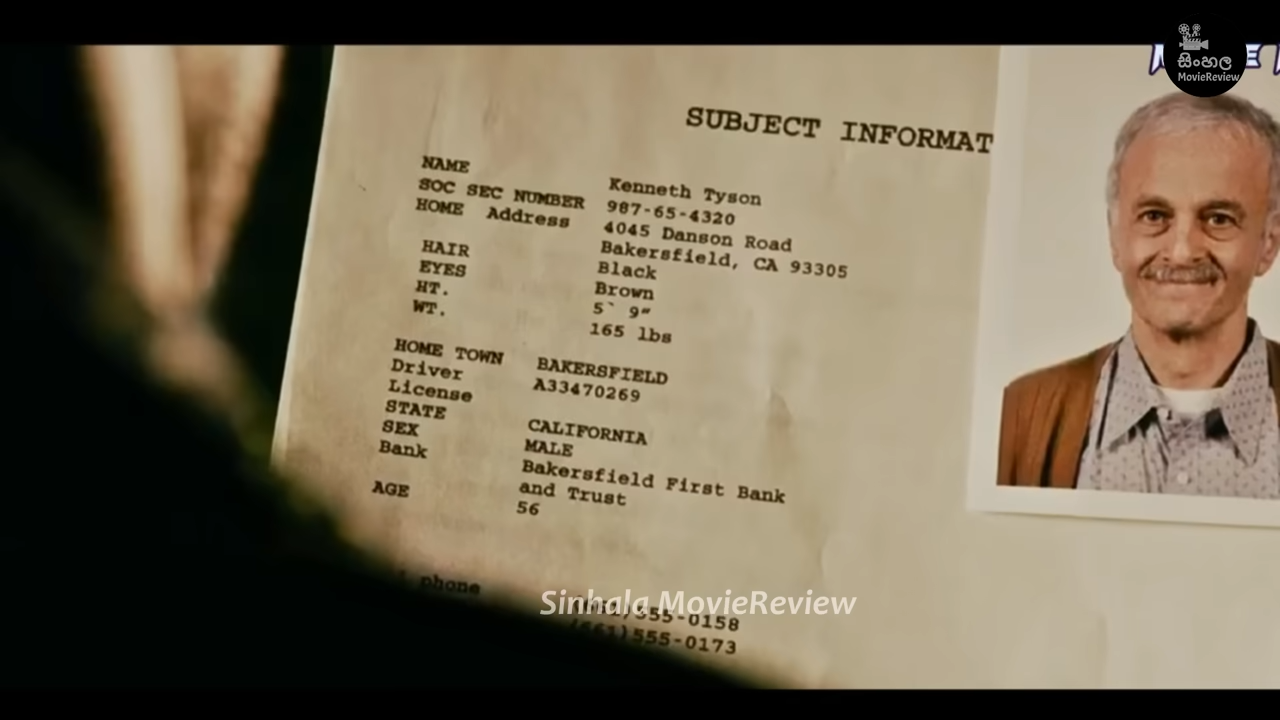 සිංහල
MovieReview
SUBJECT INFORMAT
NAME Kenneth Tyson
SOC SEC NUMBER 987-65-4320
HOME Address 4045 Danson Road
Bakersfield, CA 93305
HAIR Black
EYES Brown
HT. 5` 9"
WT. 165 lbs
HOME TOWN BAKERSFIELD
Driver A33470269
License
STATE CALIFORNIA
SEX MALE
Bank Bakersfield First Bank
and Trust
AGE 56
phone
Sinhala MovieReview
555-0158
(661)555-0173